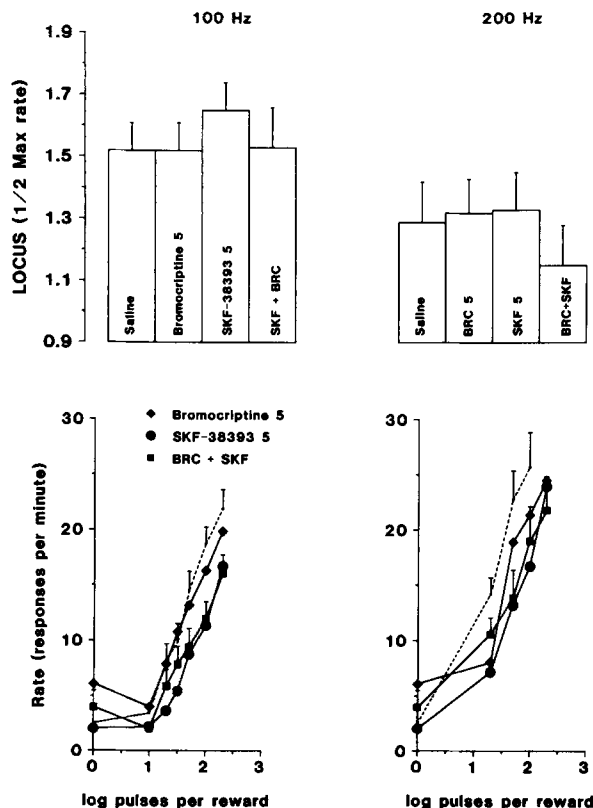 100 Hz
200 Hz
LOCUS (1/2 Max rate)
1.9
1.7
1.5
1.3
1.1
0.9
Saline
Bromocriptine 5
SKF-38393 5
SKF + BRC
Saline
BRC 5
SKF 5
BRC+SKF
Rate (responses per minute)
30
20
10
0
Bromocriptine 5
SKF-38393 5
BRC + SKF
0 1 2 3
log pulses per reward
30
20
10
0
0 1 2 3
log pulses per reward